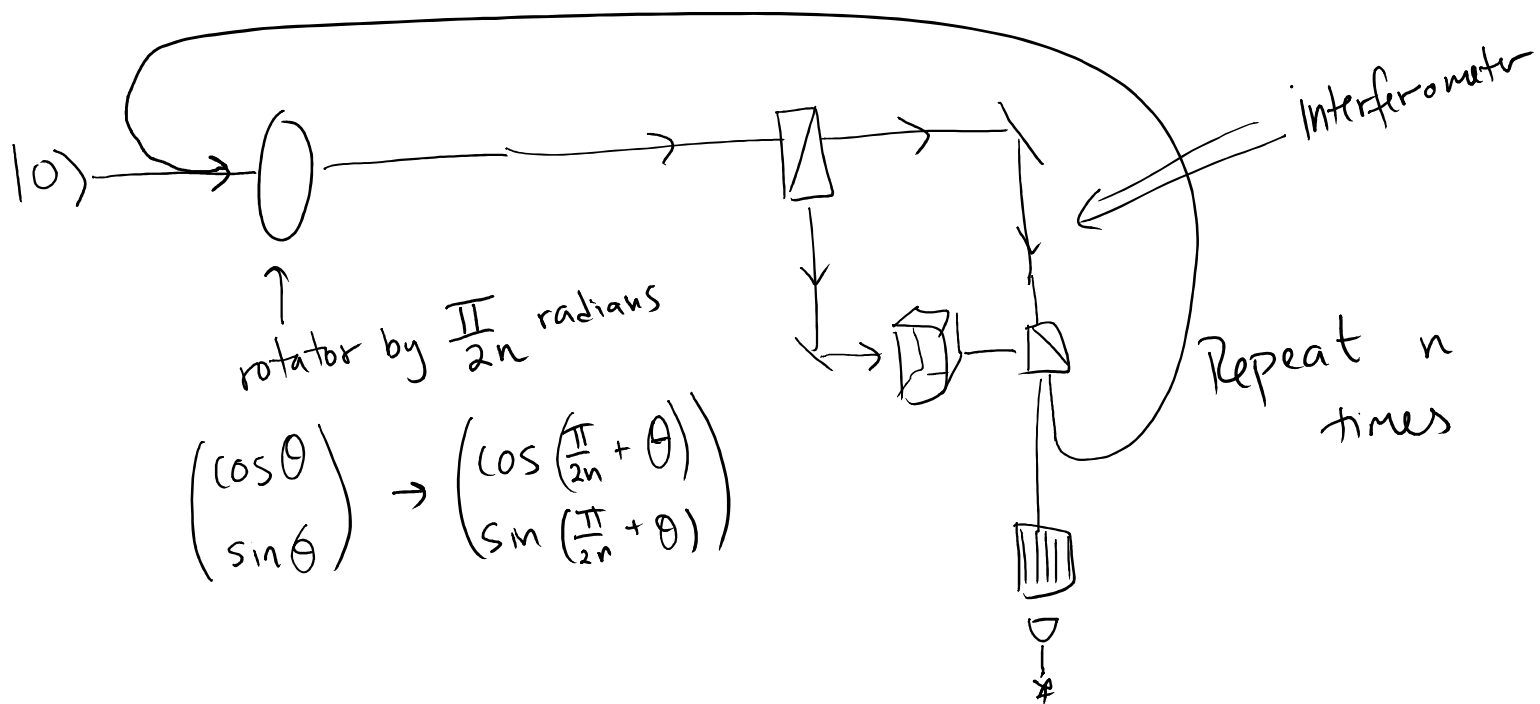 |0⟩
interferometer
rotator by π/2n radians
Repeat n
times
(cos θ) → (cos (π/2n + θ))
(sin θ) (sin (π/2n + θ))